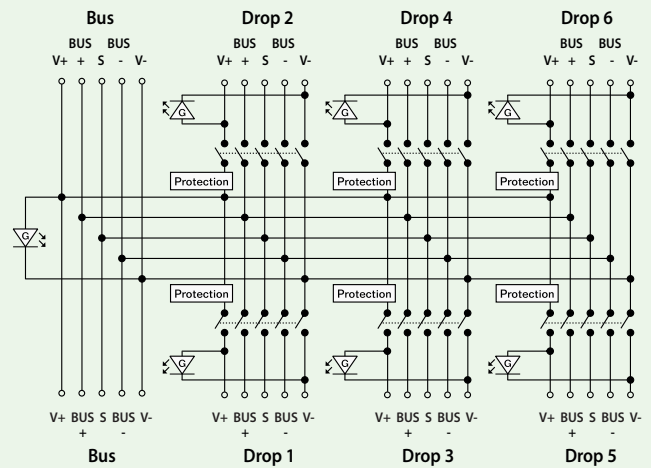 Bus Drop 2 Drop 4 Drop 6
BUS BUS BUS BUS BUS BUS BUS BUS
V+ + S - V- V+ + S - V- V+ + S - V- V+ + S - V-
G G G
Protection Protection Protection
G
Protection Protection Protection
G G G
V+ BUS S BUS V- V+ BUS S BUS V- V+ BUS S BUS V- V+ BUS S BUS V-
+ - + - + - + -
Bus Drop 1 Drop 3 Drop 5